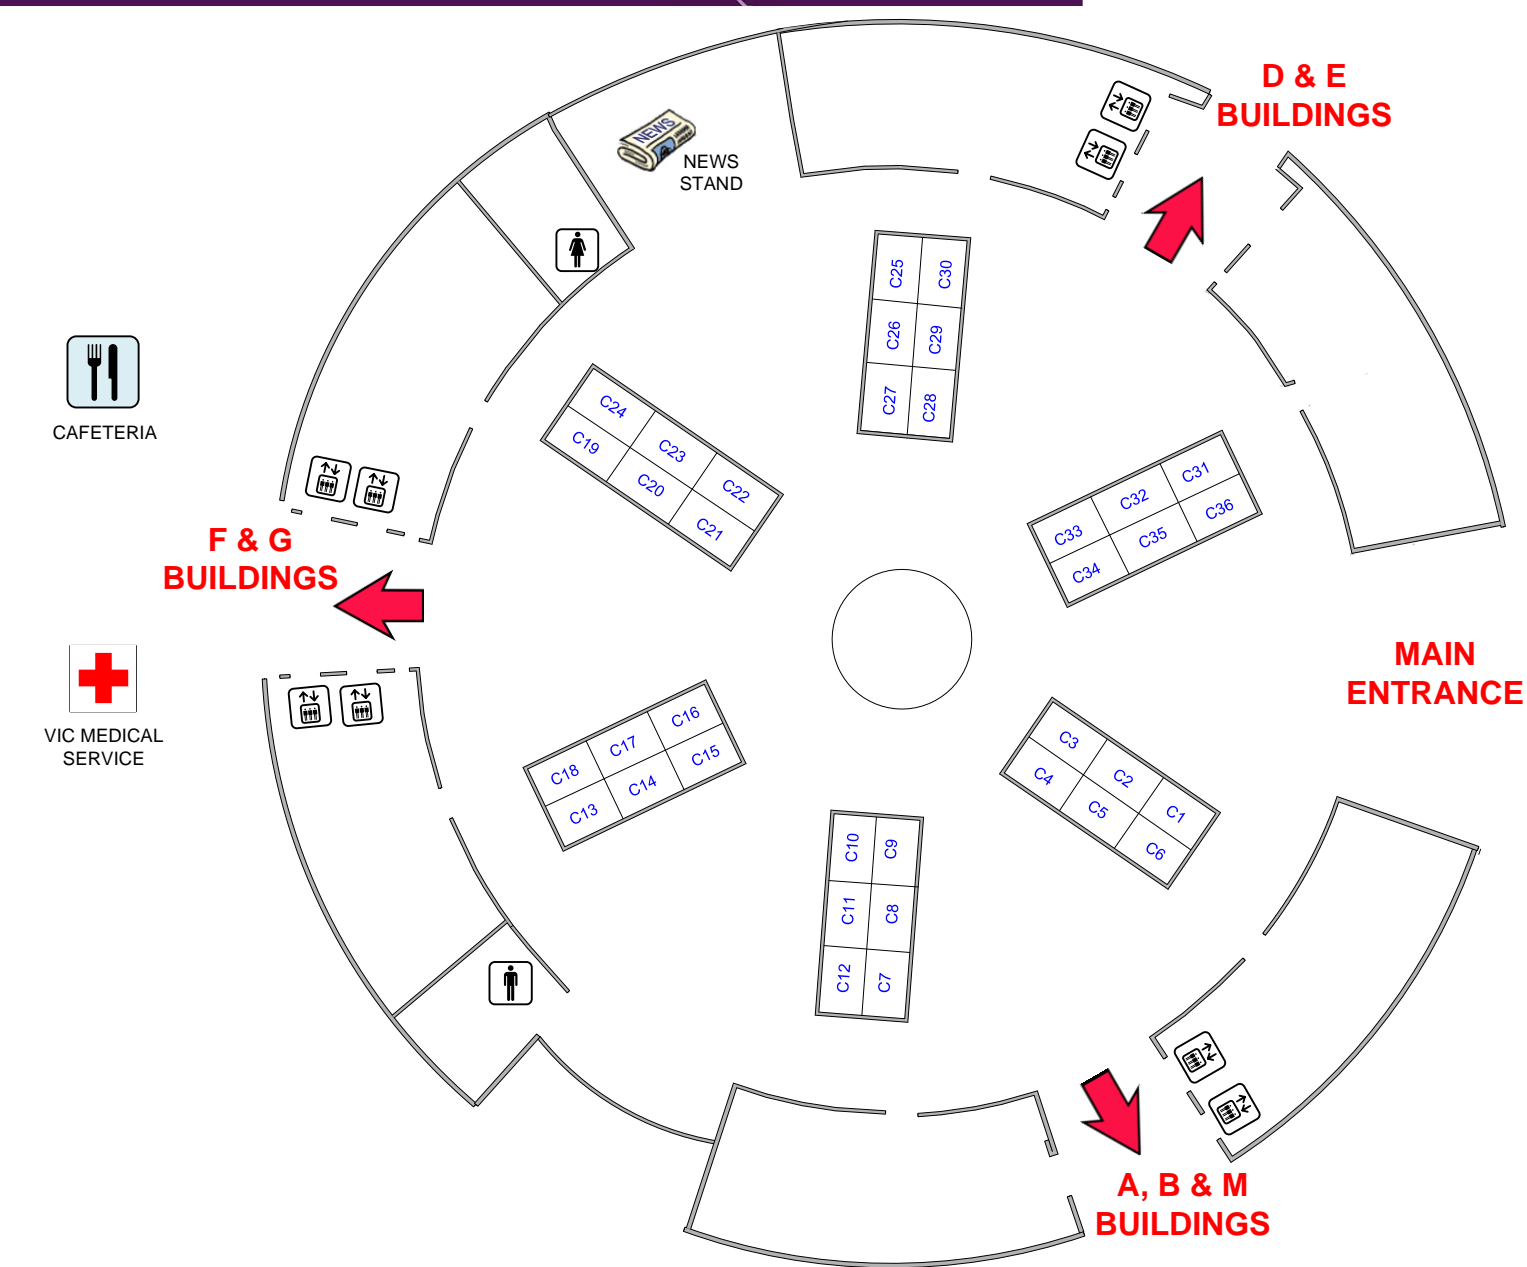 D & E
BUILDINGS
NEWS
NEWS
STAND
C25
C30
C26
C29
C27
C28
CAFETERIA
C24
C23
C22
C19
C20
C21
C31
C32
C33
C36
C35
C34
F & G
BUILDINGS
MAIN
ENTRANCE
VIC MEDICAL
SERVICE
C16
C17
C18
C15
C14
C13
C3
C2
C1
C4
C5
C6
C10
C9
C11
C8
C12
C7
A, B & M
BUILDINGS